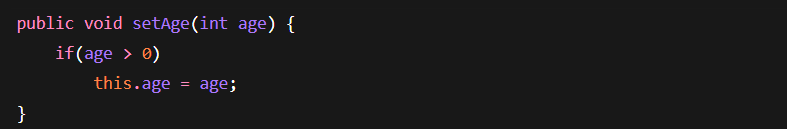 public void setAge(int age) {
    if(age > 0)
        this.age = age;
}